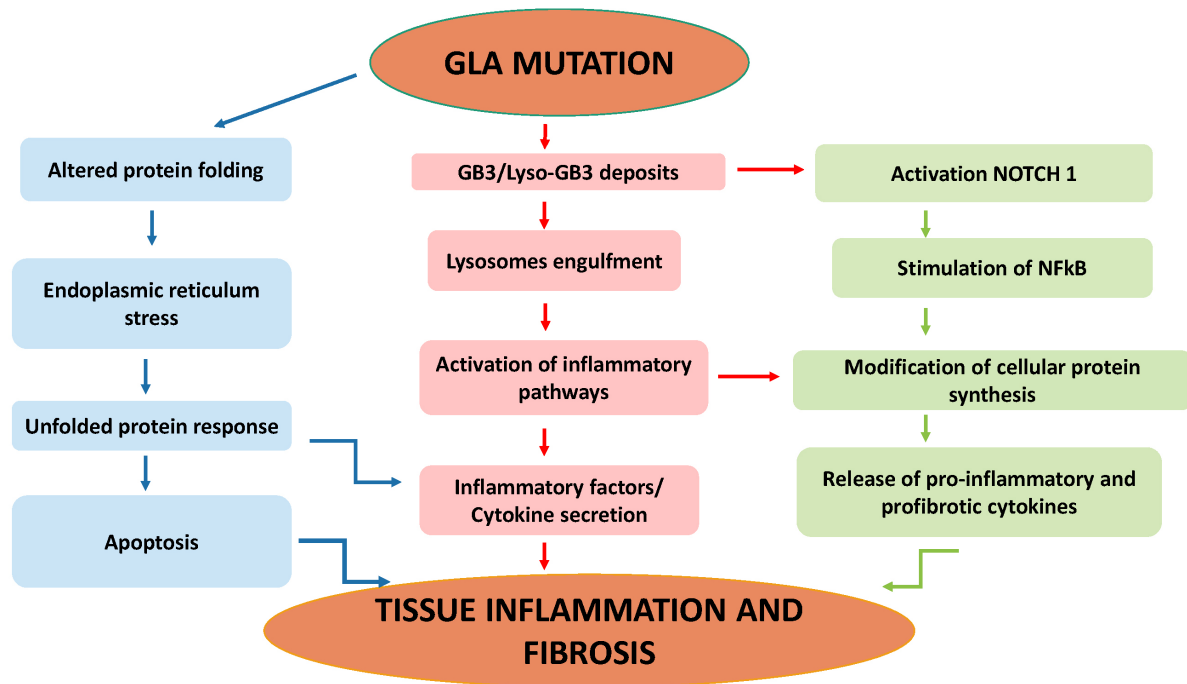 GLA MUTATION
Altered protein folding
GB3/Lyso-GB3 deposits
Activation NOTCH 1
Endoplasmic reticulum
stress
Lysosomes engulfment
Stimulation of NFkB
Unfolded protein response
Activation of inflammatory
pathways
Modification of cellular protein
synthesis
Apoptosis
Inflammatory factors/
Cytokine secretion
Release of pro-inflammatory and
profibrotic cytokines
TISSUE INFLAMMATION AND
FIBROSIS